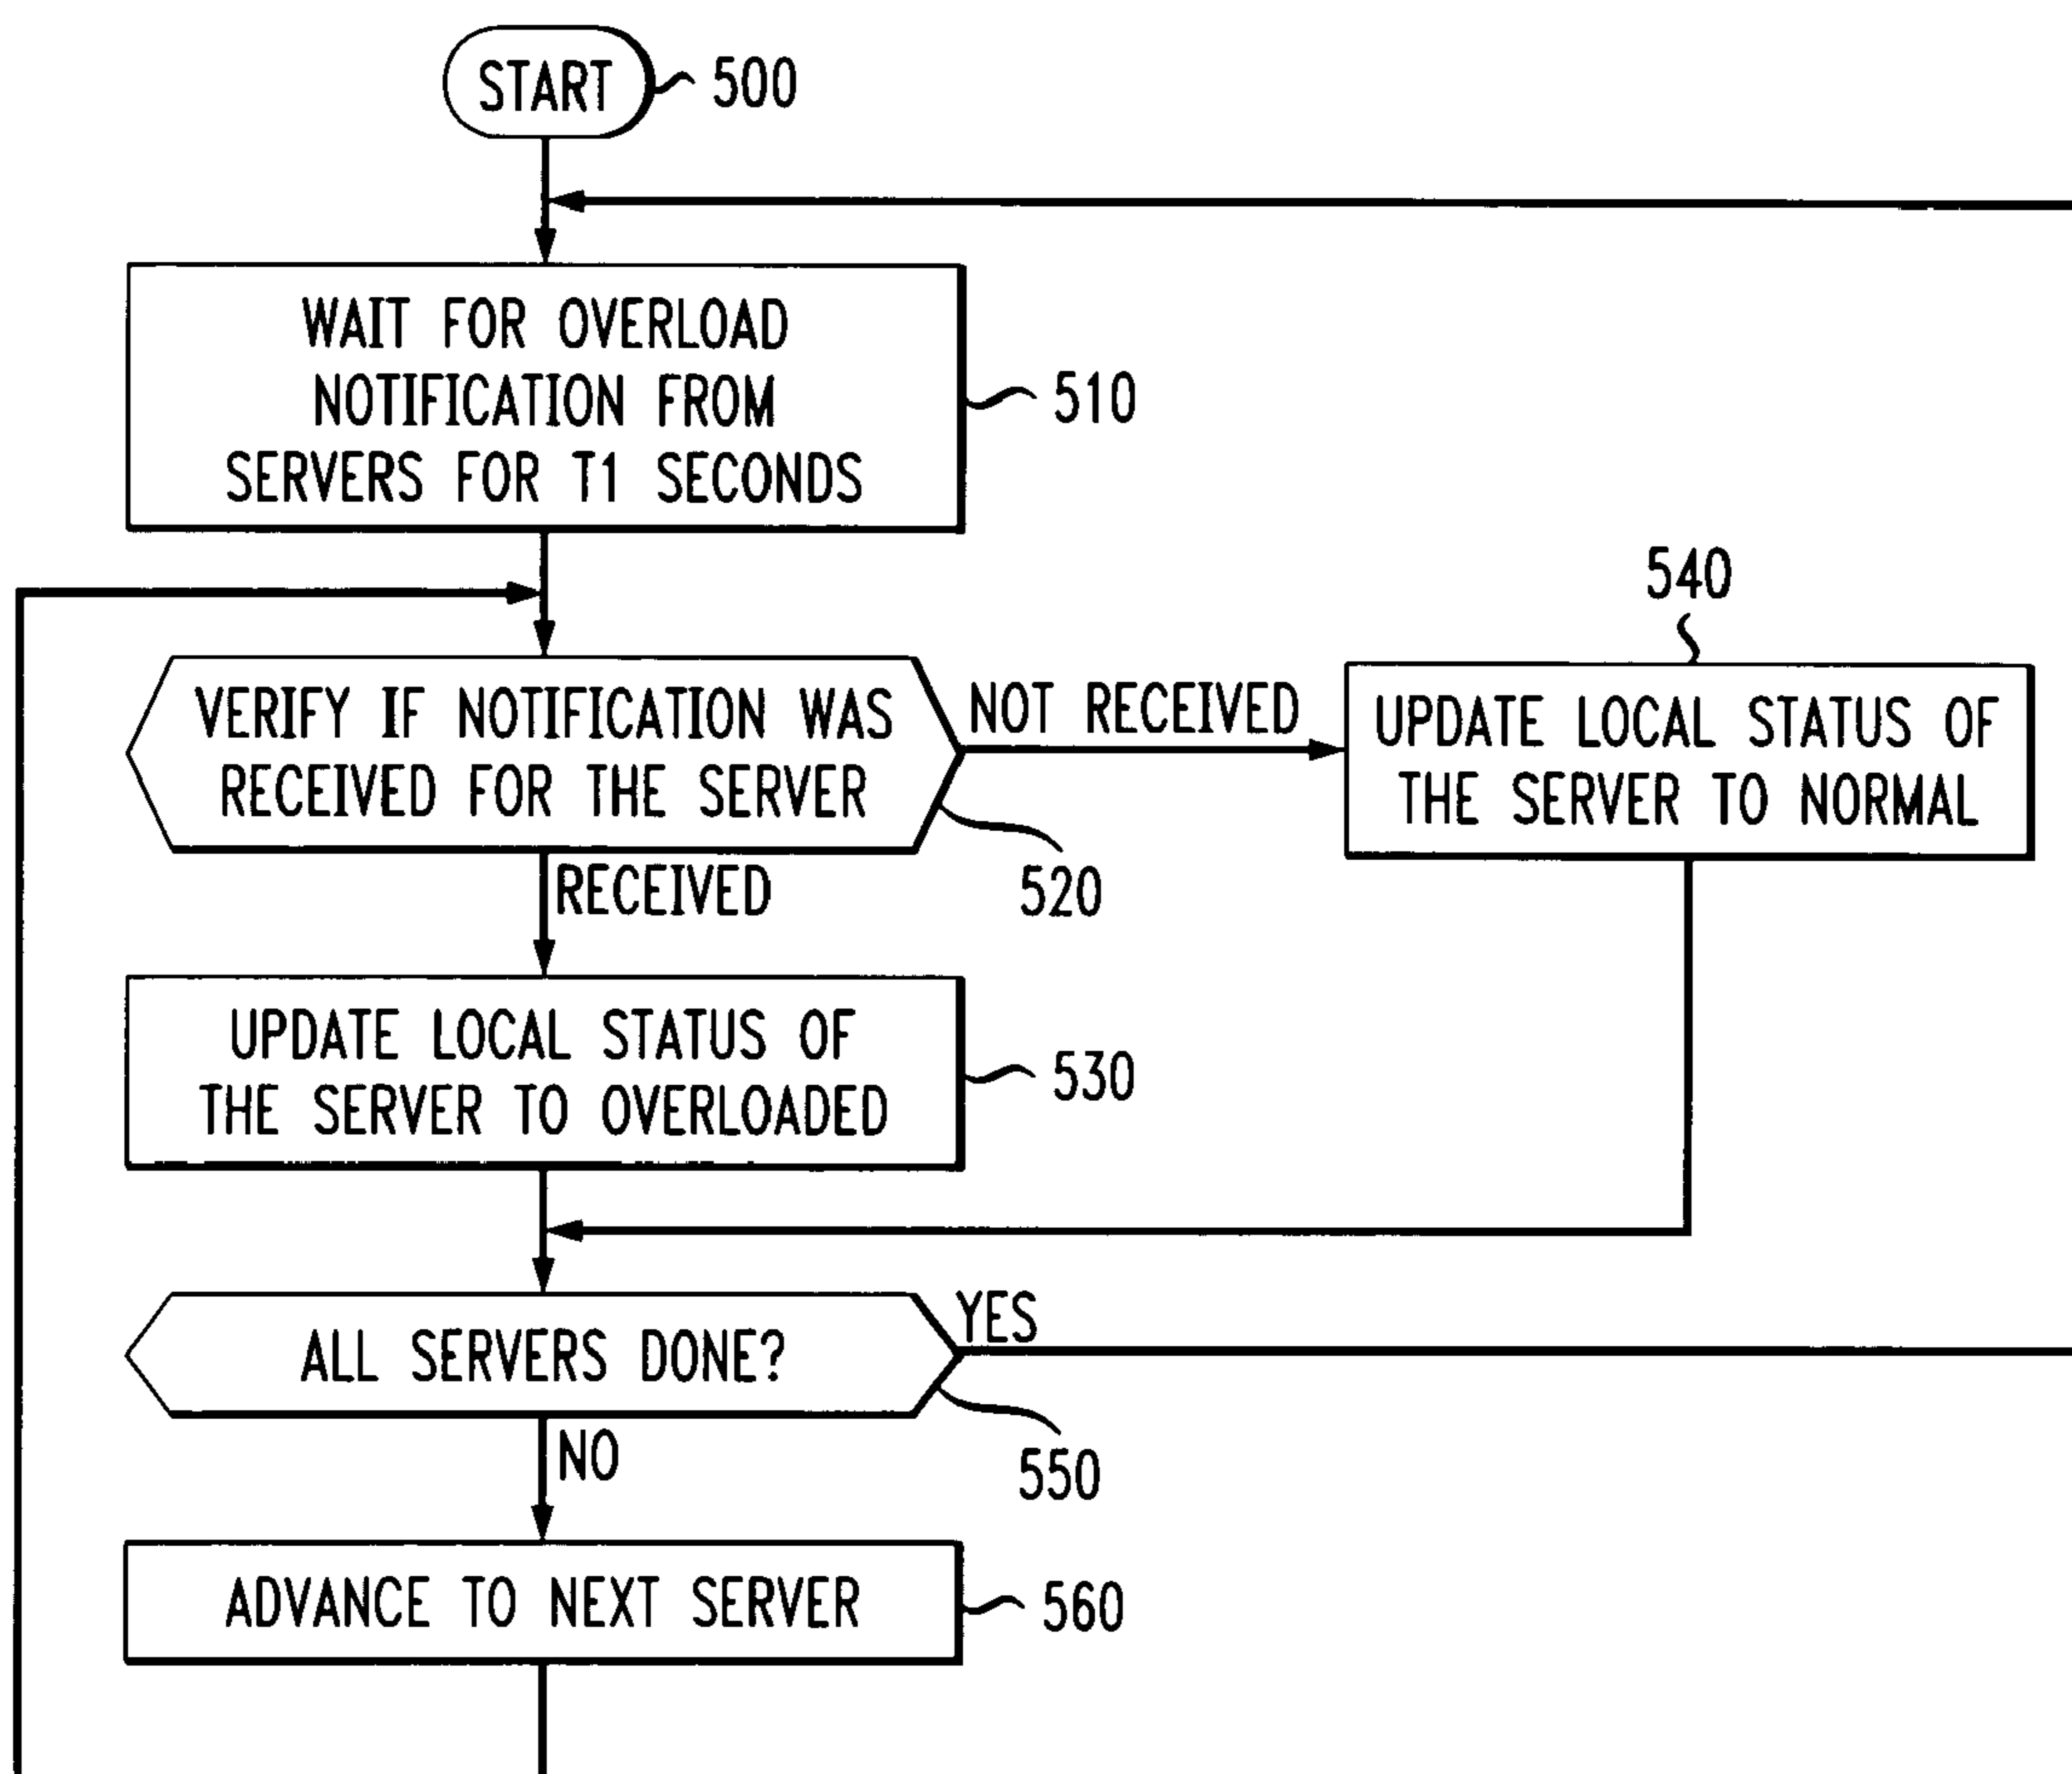 START
500
WAIT FOR OVERLOAD
NOTIFICATION FROM
SERVERS FOR T1 SECONDS
510
VERIFY IF NOTIFICATION WAS
RECEIVED FOR THE SERVER
520
NOT RECEIVED
540
UPDATE LOCAL STATUS OF
THE SERVER TO NORMAL
RECEIVED
UPDATE LOCAL STATUS OF
THE SERVER TO OVERLOADED
530
ALL SERVERS DONE?
YES
550
NO
ADVANCE TO NEXT SERVER
560